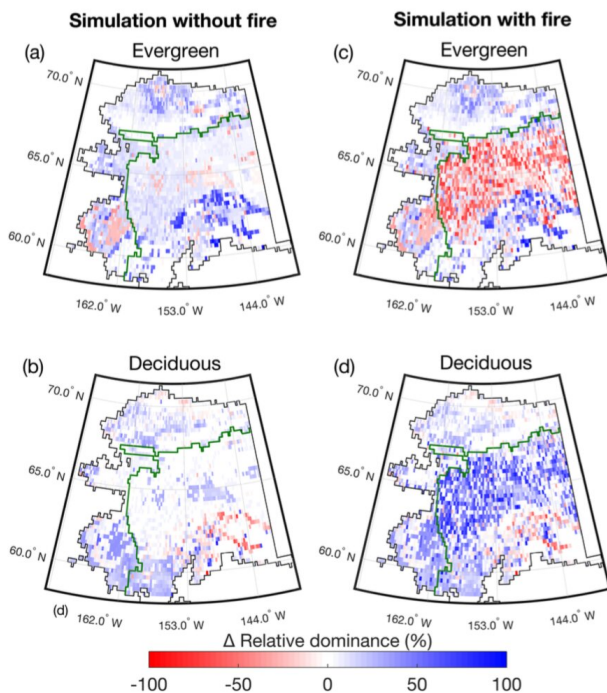 Simulation without fire
Simulation with fire
(a)
Evergreen
70.0° N
65.0° N
60.0° N
162.0° W
153.0° W
144.0° W
(c)
Evergreen
70.0° N
65.0° N
60.0° N
162.0° W
153.0° W
144.0° W
(b)
Deciduous
70.0° N
65.0° N
60.0° N
(d)
162.0° W
153.0° W
144.0° W
(d)
Deciduous
70.0° N
65.0° N
60.0° N
162.0° W
153.0° W
144.0° W
Δ Relative dominance (%)
-100
-50
0
50
100